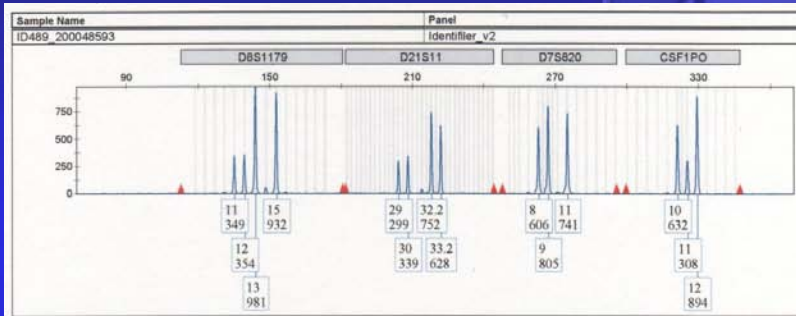 Sample Name Panel
ID489_200048593 Identifiler_v2
D8S1179 D21S11 D7S820 CSF1PO
90 150 210 270 330
750
500
250
0
11 15 29 32.2 8 11 10
349 932 299 752 606 741 632
12 30 33.2 9 11
354 339 628 805 308
13 12
981 894